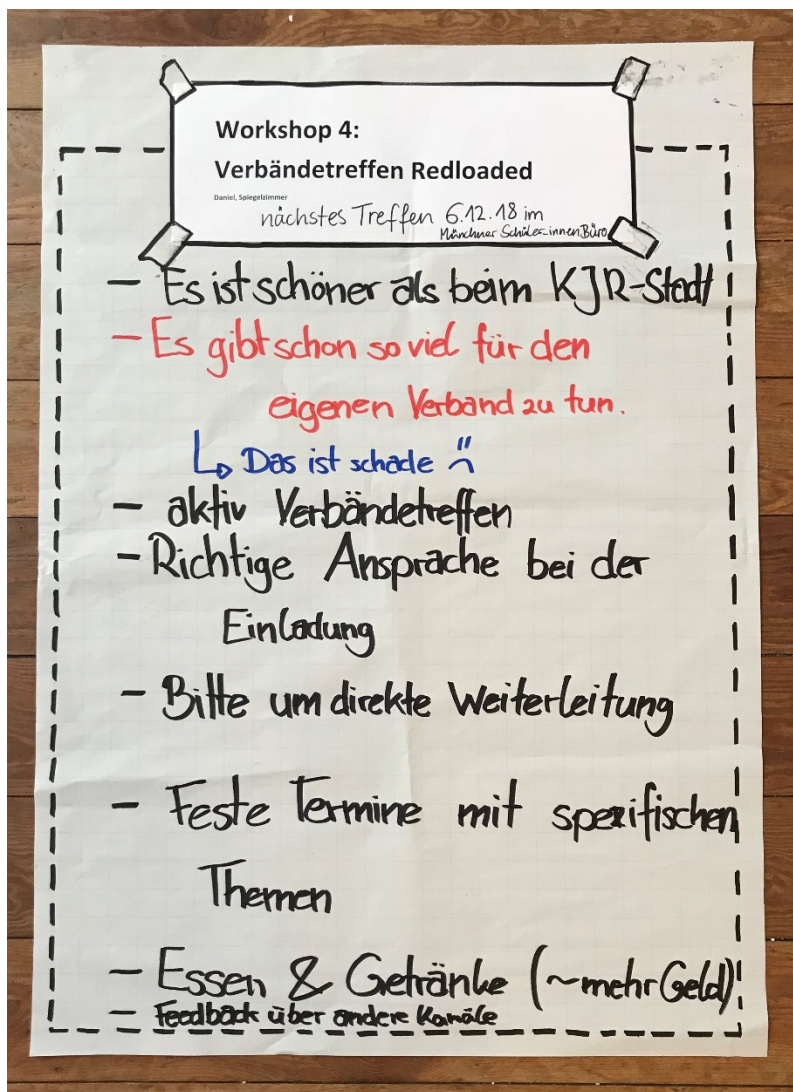 Workshop 4:
Verbändetreffen Redloaded
Daniel, Spiegelzimmer
nächstes Treffen 6.12.18 im
Münchner Schüler_innen Büro
- Es ist schöner als beim KJR-Stadt
- Es gibt schon so viel für den
eigenen Verband zu tun.
↳ Das ist schade ⍨
- aktiv Verbändetreffen
- Richtige Ansprache bei der
Einladung
- Bitte um direkte Weiterleitung
- Feste Termine mit spezifischen
Themen
- Essen & Getränke (~mehr Geld)
- Feedback über andere Kanäle